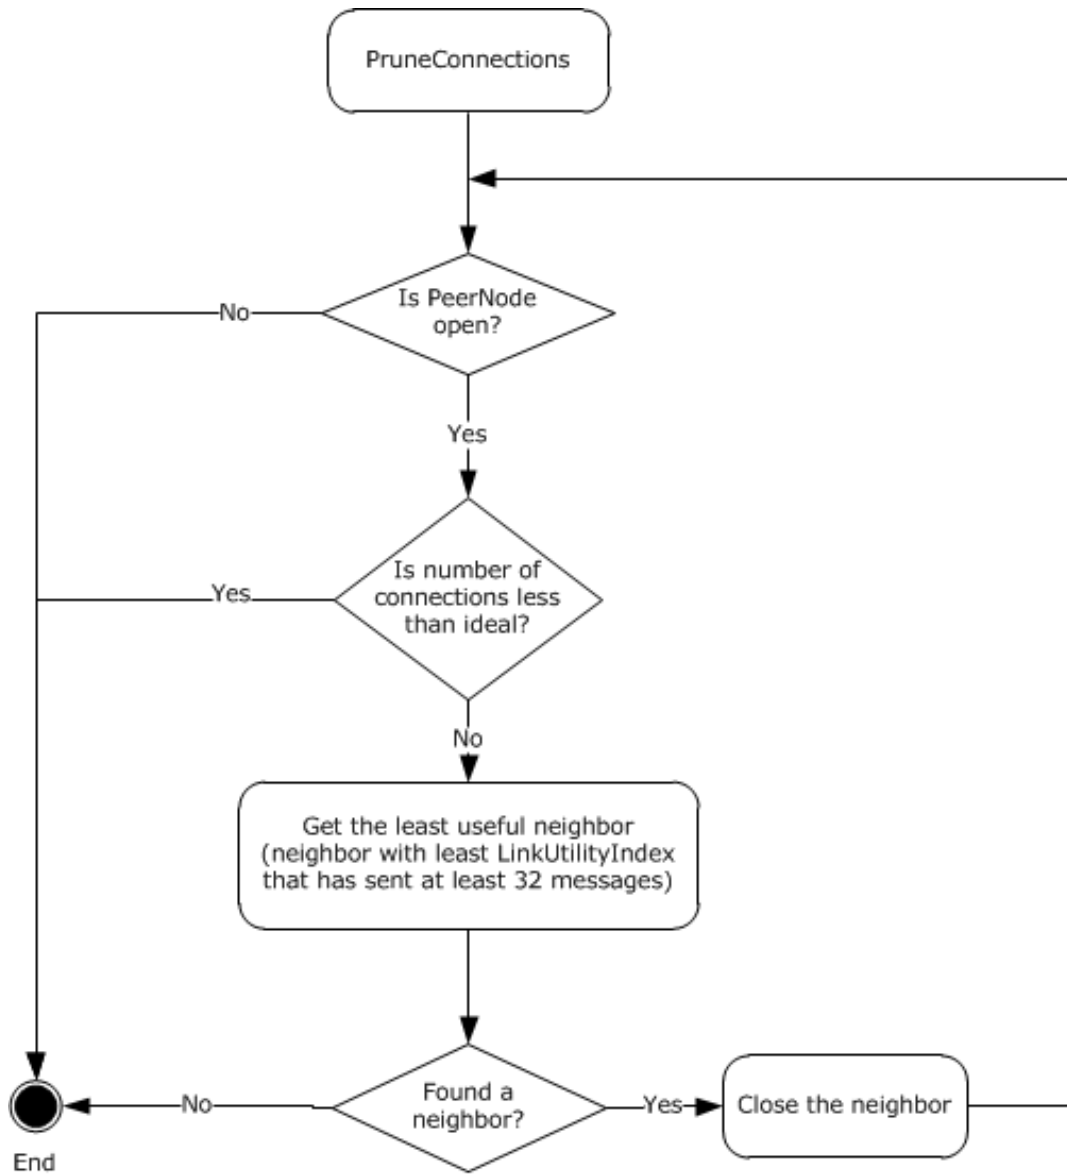 PruneConnections
Is PeerNode
open?
No
Yes
Is number of
connections less
than ideal?
Yes
No
Get the least useful neighbor
(neighbor with least LinkUtilityIndex
that has sent at least 32 messages)
Found a
neighbor?
No
Yes
Close the neighbor
End